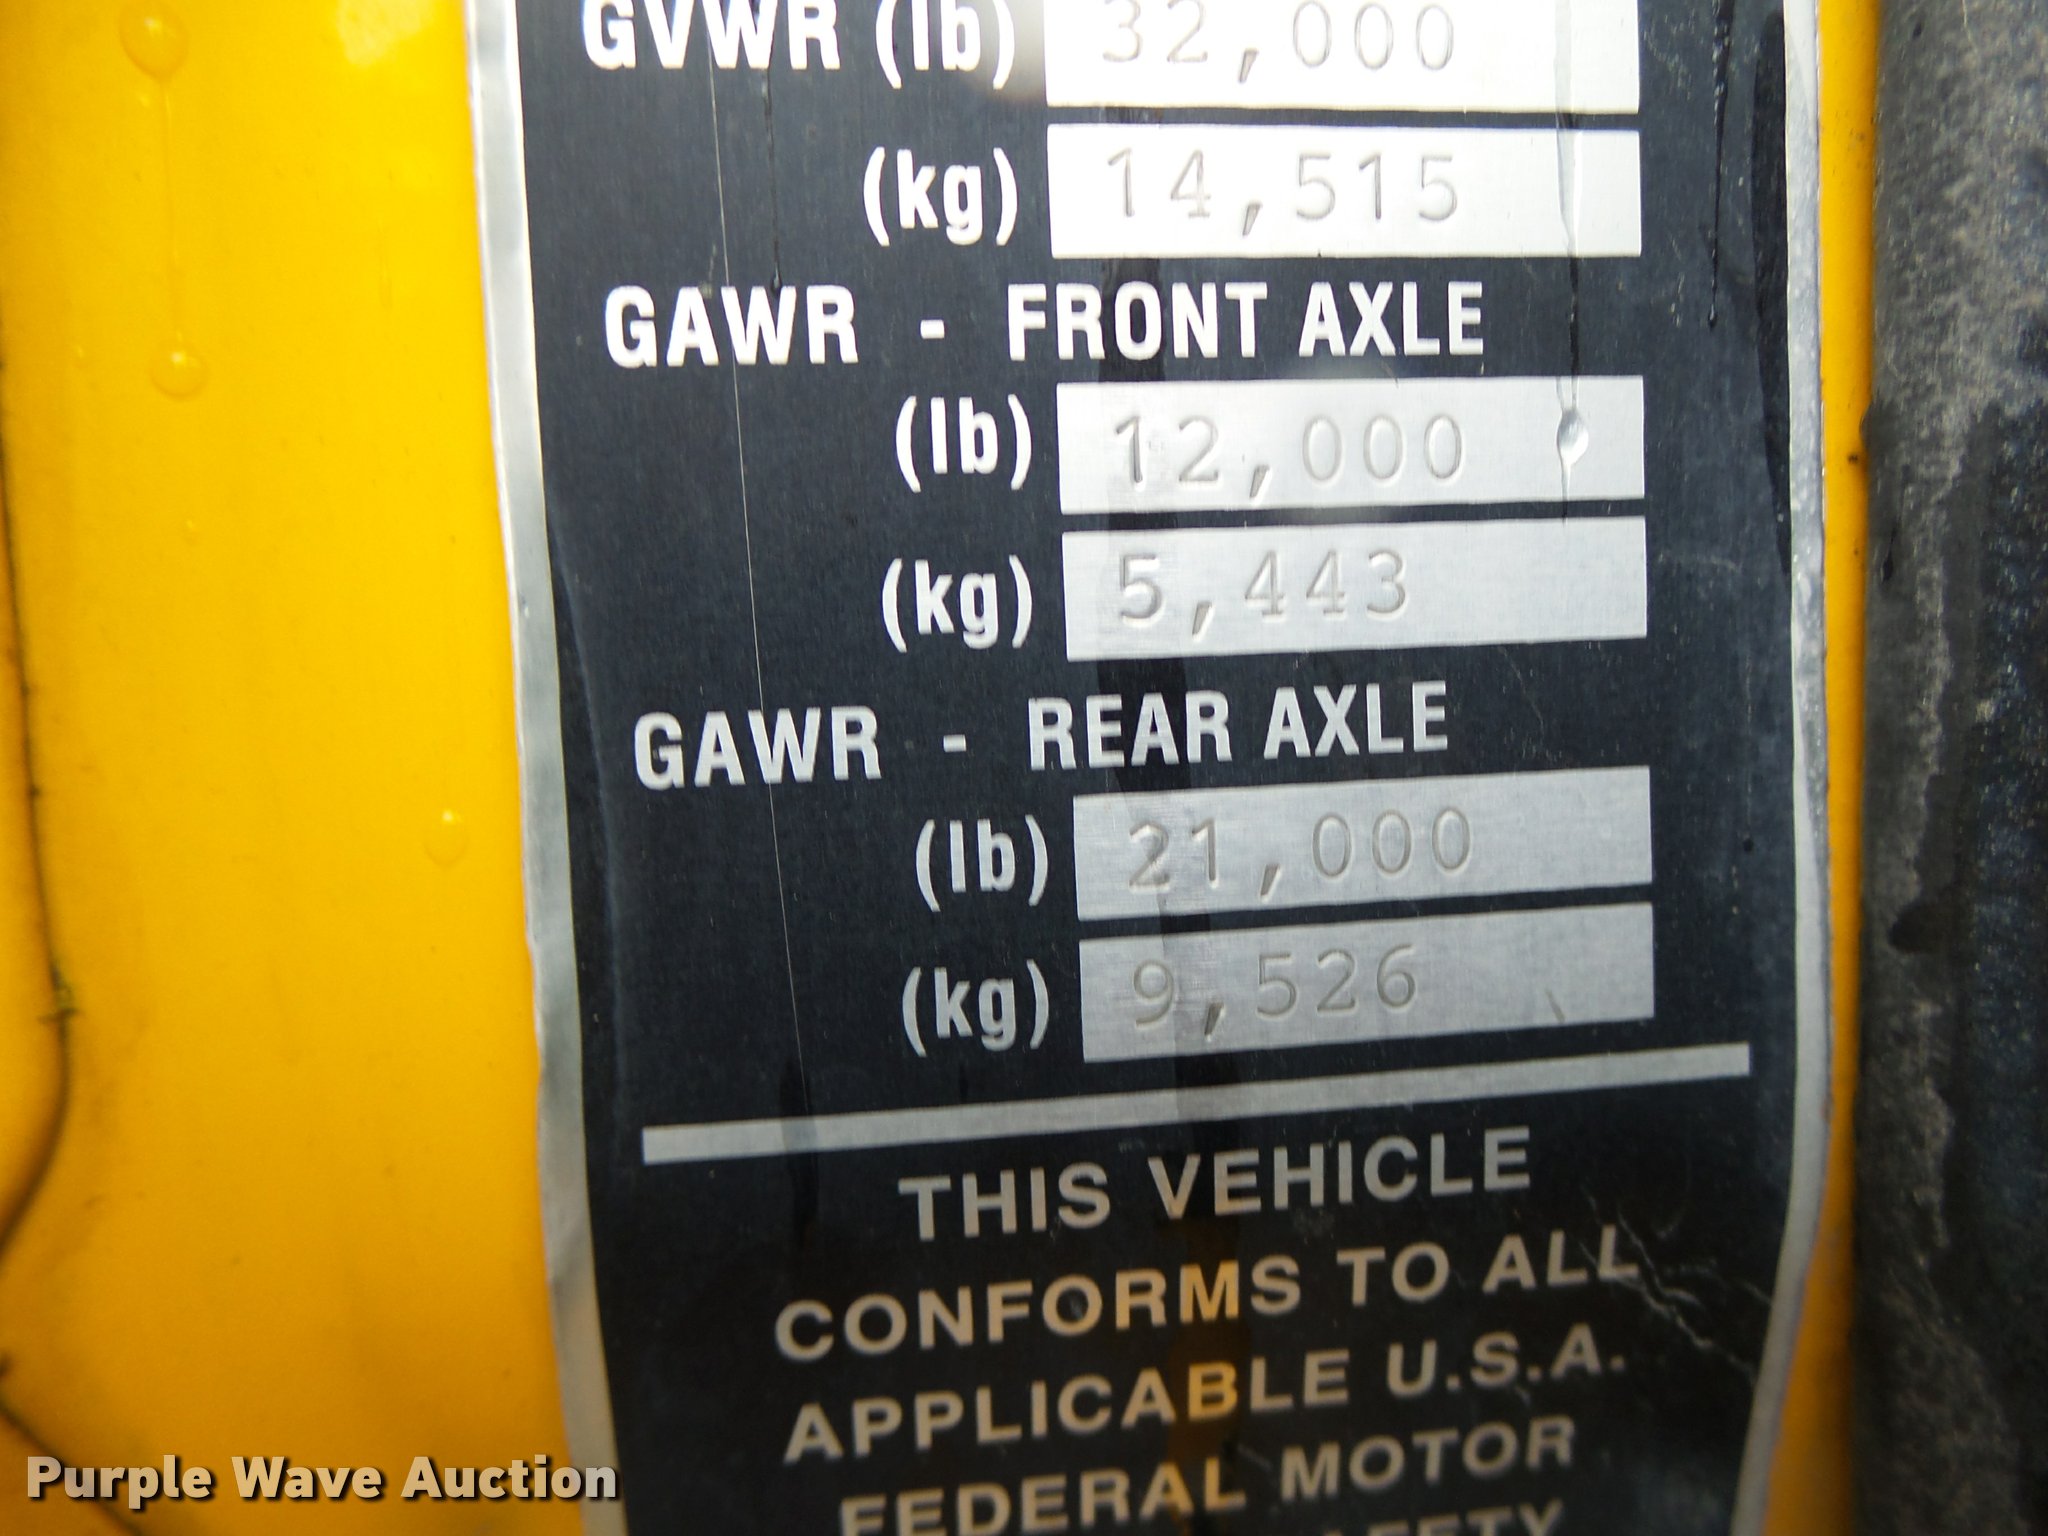 GVWR (lb) 32,000
(kg) 14,515
GAWR - FRONT AXLE
(lb) 12,000
(kg) 5,443
GAWR - REAR AXLE
(lb) 21,000
(kg) 9,526
THIS VEHICLE
CONFORMS TO ALL
APPLICABLE U.S.A.
FEDERAL MOTOR
Purple Wave Auction